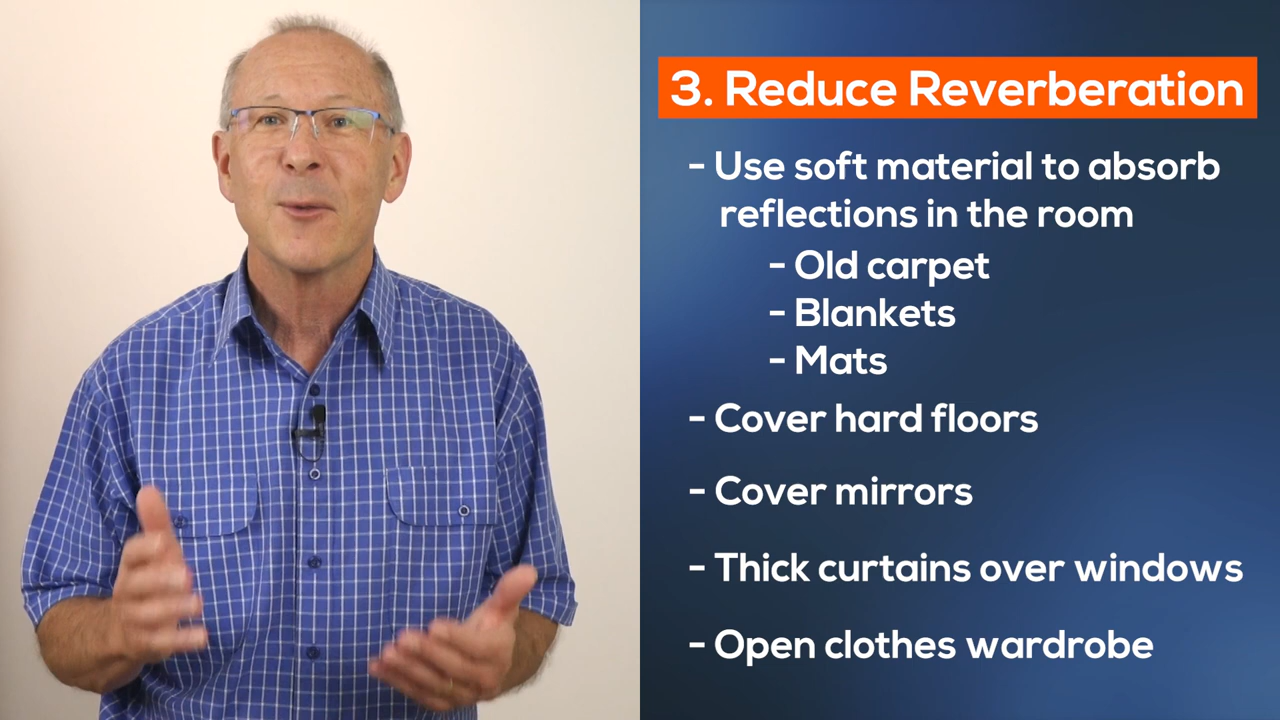 3. Reduce Reverberation
- Use soft material to absorb
reflections in the room
- Old carpet
- Blankets
- Mats
- Cover hard floors
- Cover mirrors
- Thick curtains over windows
- Open clothes wardrobe